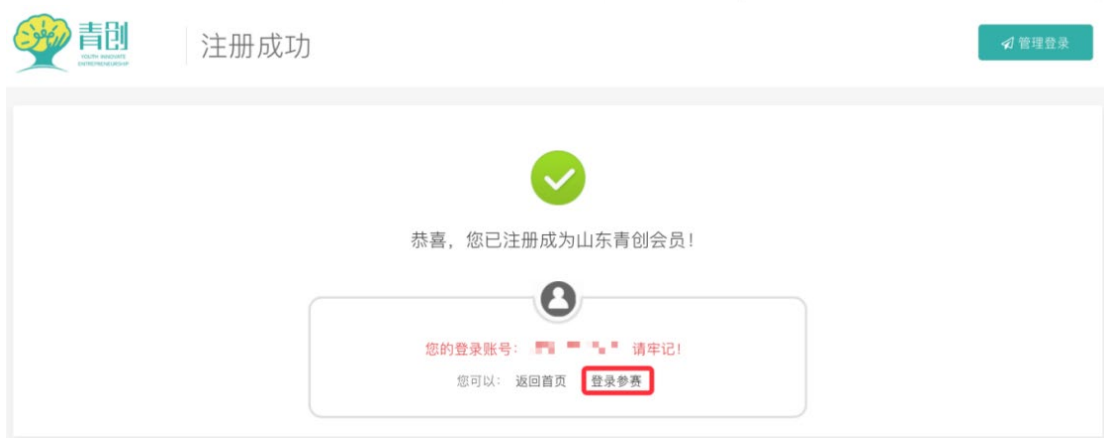 青创
YOUTH INNOVATE
ENTREPRENEURSHIP
注册成功
管理登录
恭喜，您已注册成为山东青创会员！
您的登录账号： 请牢记！
您可以： 返回首页 登录参赛